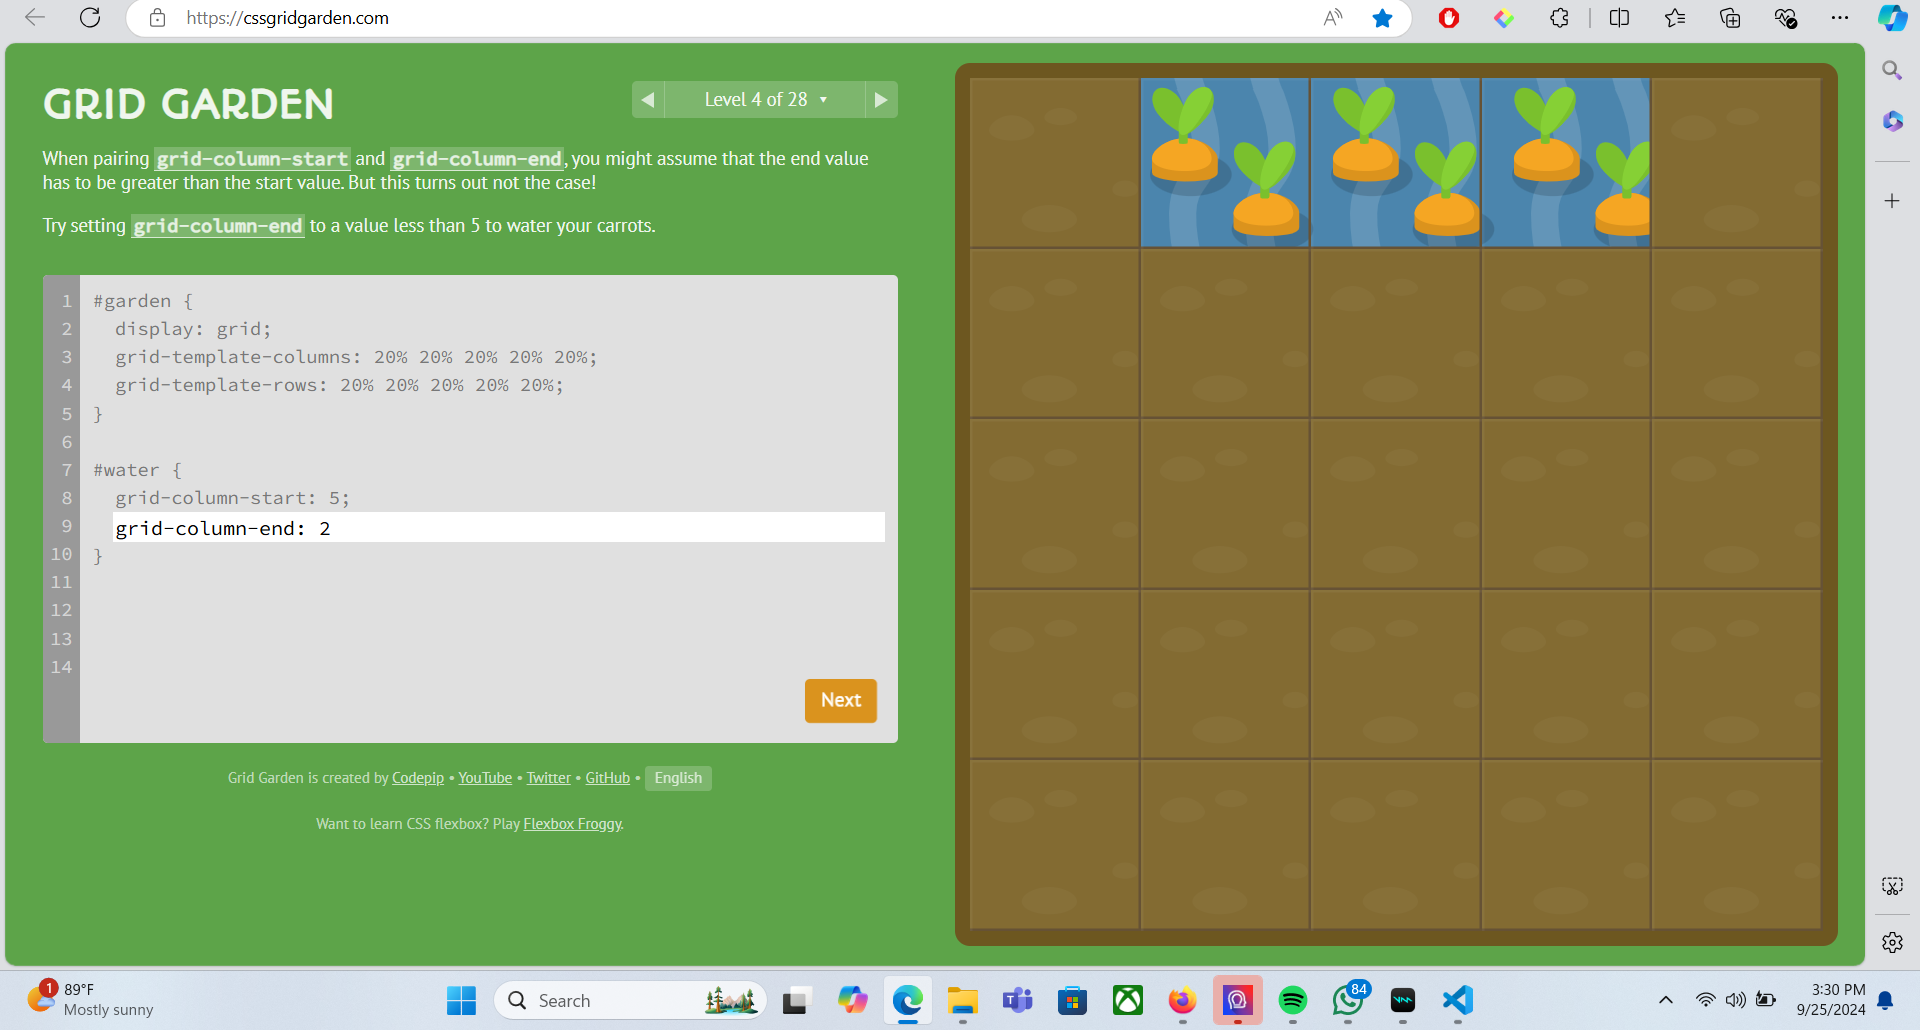 https://cssgridgarden.com
GRID GARDEN
Level 4 of 28
When pairing grid-column-start and grid-column-end, you might assume that the end value
has to be greater than the start value. But this turns out not the case!
Try setting grid-column-end to a value less than 5 to water your carrots.
1 #garden {
2 display: grid;
3 grid-template-columns: 20% 20% 20% 20% 20%;
4 grid-template-rows: 20% 20% 20% 20% 20%;
5 }
6
7 #water {
8 grid-column-start: 5;
9 grid-column-end: 2
10 }
11
12
13
14
Next
Grid Garden is created by Codepip • YouTube • Twitter • GitHub • English
Want to learn CSS flexbox? Play Flexbox Froggy.
1
89°F
Mostly sunny
Search
84
3:30 PM
9/25/2024